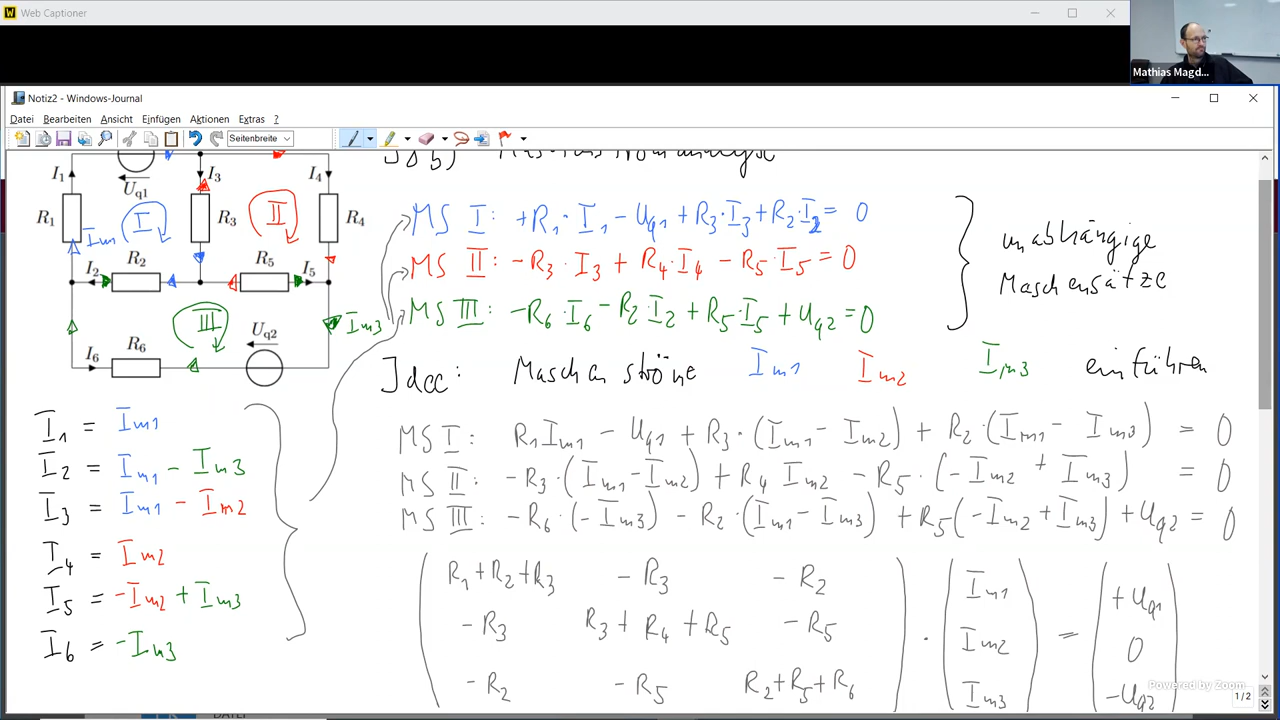 Web Captioner
Mathias Magd...
Notiz2 - Windows-Journal
Datei Bearbeiten Ansicht Einfügen Aktionen Extras ?
Seitenbreite
I1 Uq1 I3 I4
R1 I R3 II R4
Im1
I2 R2 R5 I5
III Im3
Uq2
I6 R6
MS I: +R1 · I1 - Uq1 + R3 · I3 + R2 · I2 = 0
MS II: -R3 · I3 + R4 · I4 - R5 · I5 = 0
MS III: -R6 · I6 - R2 I2 + R5 · I5 + Uq2 = 0
unabhängige
Maschensätze
Maschenströme Im1 Im2 Im3 einführen
I1 = Im1
I2 = Im1 - Im3
I3 = Im1 - Im2
I4 = Im2
I5 = -Im2 + Im3
I6 = -Im3
MS I: R1 Im1 - Uq1 + R3 · (Im1 - Im2) + R2 · (Im1 - Im3) = 0
MS II: -R3 · (Im1 - Im2) + R4 Im2 - R5 · (-Im2 + Im3) = 0
MS III: -R6 · (-Im3) - R2 · (Im1 - Im3) + R5 (-Im2 + Im3) + Uq2 = 0
R1 + R2 + R3 -R3 -R2 Im1 +Uq1
-R3 R3 + R4 + R5 -R5 · Im2 = 0
-R2 -R5 R2 + R5 + R6 Im3 -Uq2
Powered by Zoom
1/2